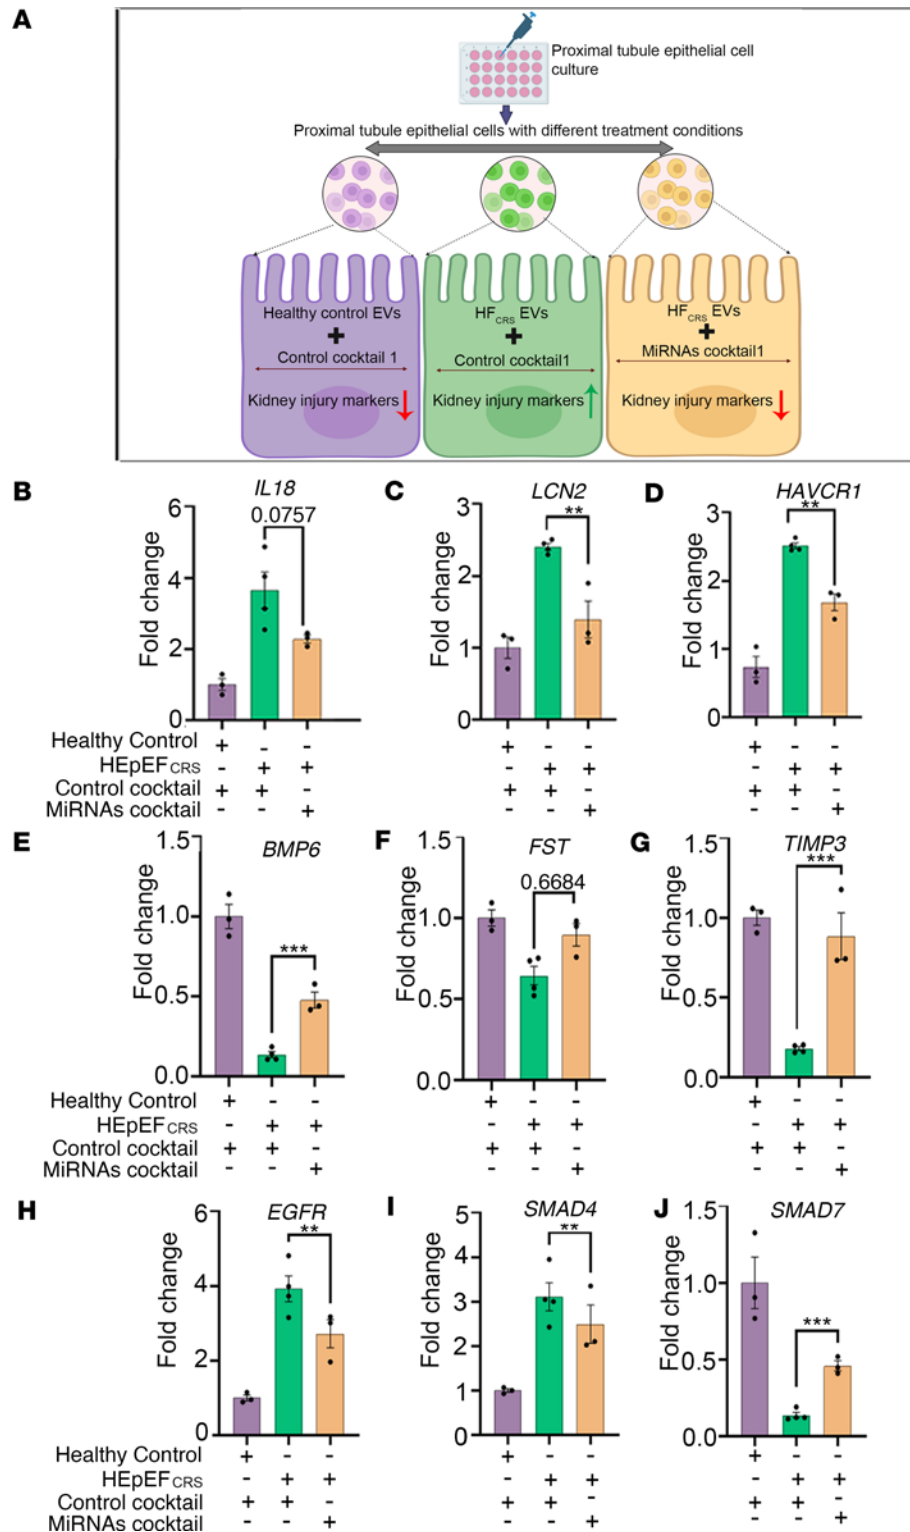 A
Proximal tubule epithelial cell
culture
Proximal tubule epithelial cells with different treatment conditions
Healthy control EVs
+
Control cocktail 1
Kidney injury markers
HFCRS EVs
+
Control cocktail1
Kidney injury markers
HFCRS EVs
+
MiRNAs cocktail1
Kidney injury markers
B
IL18
0.0757
Fold change
6
4
2
0
C
LCN2
**
Fold change
3
2
1
0
D
HAVCR1
**
Fold change
3
2
1
0
Healthy Control + - - + - - + - -
HEpEFCRS - + + - + + - + +
Control cocktail + + - + + - + + -
MiRNAs cocktail - - + - - + - - +
E
BMP6
***
Fold change
1.5
1.0
0.5
0.0
F
FST
0.6684
Fold change
1.5
1.0
0.5
0.0
G
TIMP3
***
Fold change
1.5
1.0
0.5
0.0
Healthy Control + - - + - - + - -
HEpEFCRS - + + - + + - + +
Control cocktail + + - + + - + + -
MiRNAs cocktail - - + - - + - - +
H
EGFR
**
Fold change
6
4
2
0
I
SMAD4
**
Fold change
5
4
3
2
1
0
J
SMAD7
***
Fold change
1.5
1.0
0.5
0.0
Healthy Control + - - + - - + - -
HEpEFCRS - + + - + + - + +
Control cocktail + + - + + - + + -
MiRNAs cocktail - - + - - + - - +